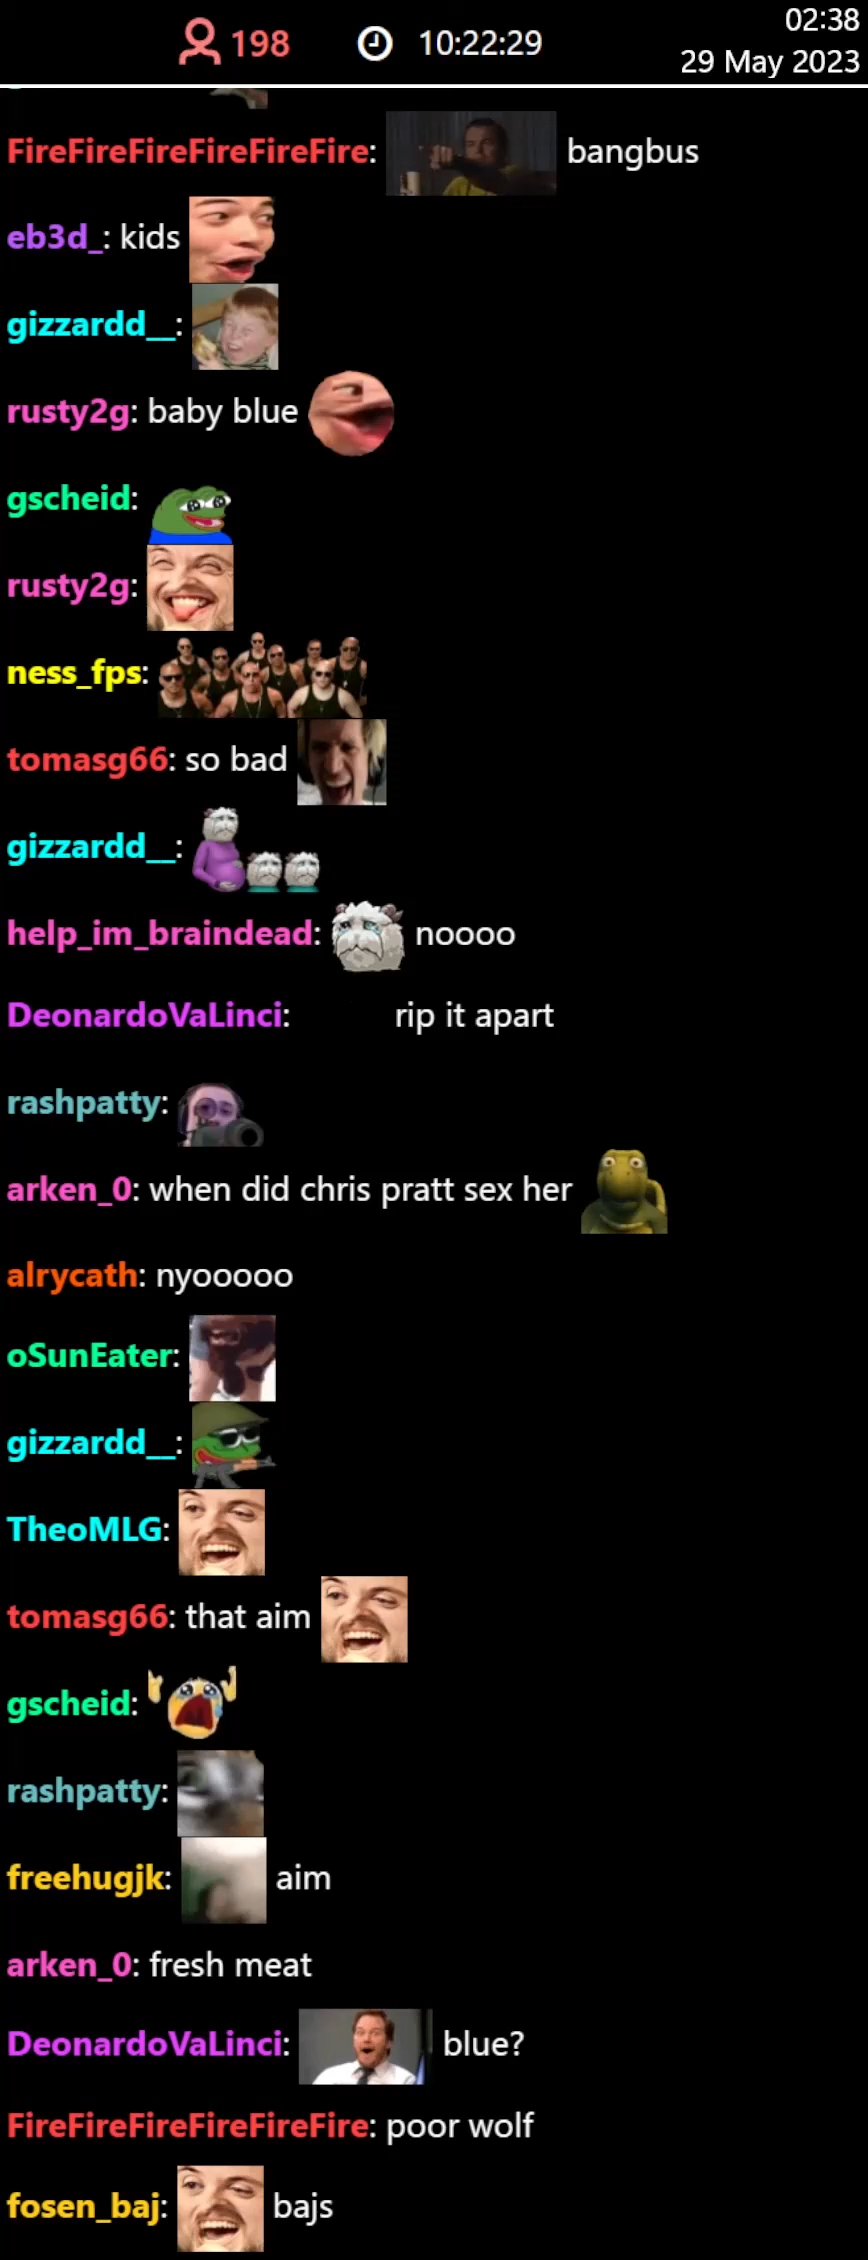 198 10:22:29 02:38
29 May 2023
FireFireFireFireFireFire: bangbus
eb3d_: kids
gizzardd__:
rusty2g: baby blue
gscheid:
rusty2g:
ness_fps:
tomasg66: so bad
gizzardd__:
help_im_braindead: noooo
DeonardoVaLinci: rip it apart
rashpatty:
arken_0: when did chris pratt sex her
alrycath: nyooooo
oSunEater:
gizzardd__:
TheoMLG:
tomasg66: that aim
gscheid:
rashpatty:
freehugjk: aim
arken_0: fresh meat
DeonardoVaLinci: blue?
FireFireFireFireFireFire: poor wolf
fosen_baj: bajs